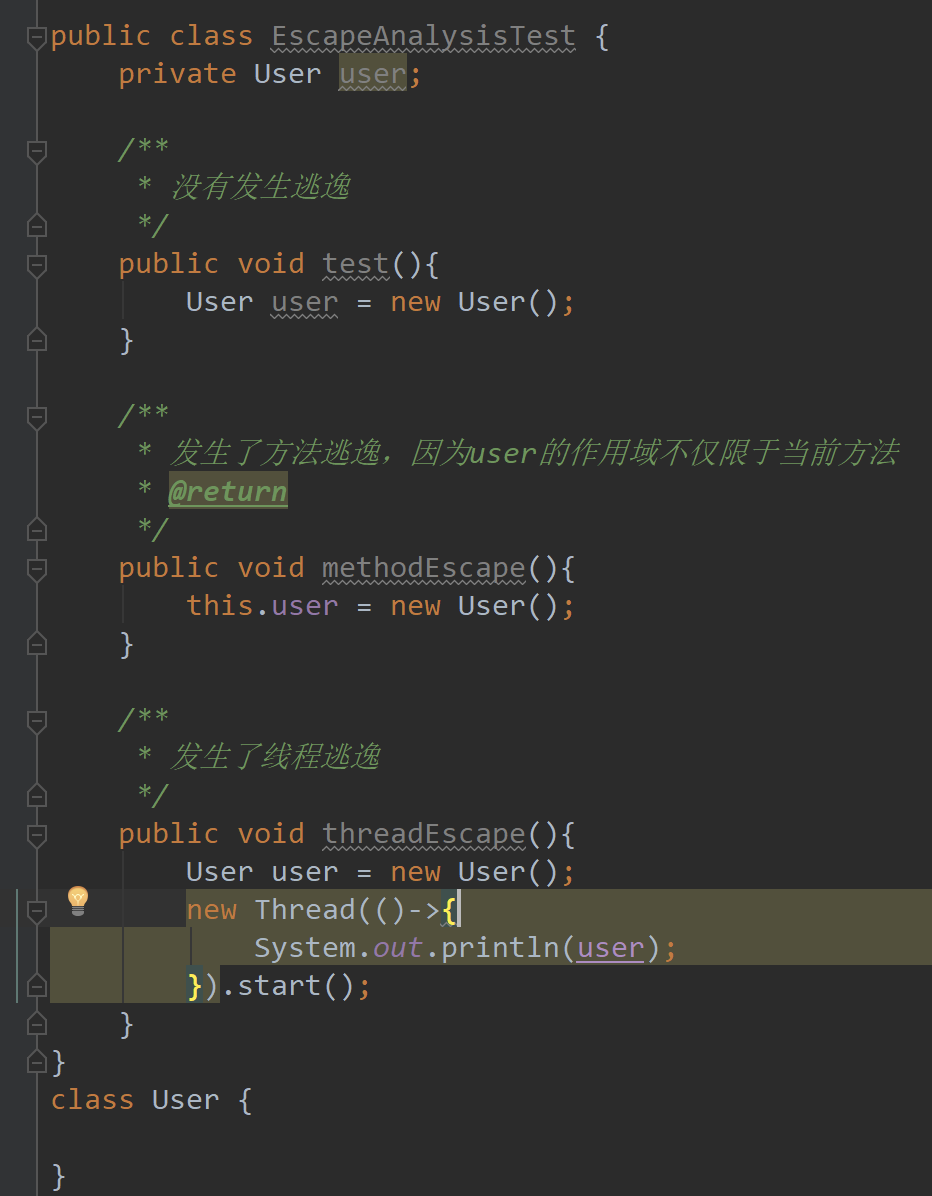 public class EscapeAnalysisTest {
    private User user;

    /**
     * 没有发生逃逸
     */
    public void test(){
        User user = new User();
    }

    /**
     * 发生了方法逃逸，因为user的作用域不仅限于当前方法
     * @return
     */
    public void methodEscape(){
        this.user = new User();
    }

    /**
     * 发生了线程逃逸
     */
    public void threadEscape(){
        User user = new User();
        new Thread(()->{
            System.out.println(user);
        }).start();
    }
}
class User {

}